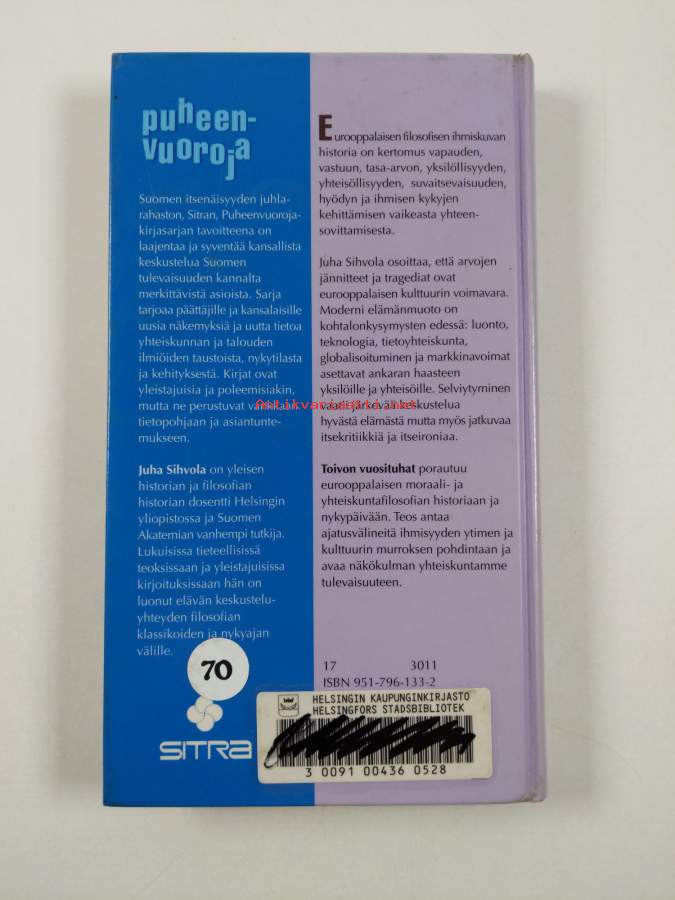 puheen-
vuoroja
Suomen itsenäisyyden juhla-
rahaston, Sitran, Puheenvuoroja-
kirjasarjan tavoitteena on
laajentaa ja syventää kansallista
keskustelua Suomen
tulevaisuuden kannalta
merkittävistä asioista. Sarja
tarjoaa päättäjille ja kansalaisille
uusia näkemyksiä ja uutta tietoa
yhteiskunnan ja talouden
ilmiöiden taustoista, nykytilasta
ja kehityksestä. Kirjat ovat
yleistajuisia ja poleemisiakin,
mutta ne perustuvat vankkaan
tietopohjaan ja asiantunte-
mukseen.
Juha Sihvola on yleisen
historian ja filosofian
historian dosentti Helsingin
yliopistossa ja Suomen
Akatemian vanhempi tutkija.
Lukuisissa tieteellisissä
teoksissaan ja yleistajuisissa
kirjoituksissaan hän on
luonut elävän keskustelu-
yhteyden filosofian
klassikoiden ja nykyajan
välille.
70
SITRA
Eurooppalaisen filosofisen ihmiskuvan
historia on kertomus vapauden,
vastuun, tasa-arvon, yksilöllisyyden,
yhteisöllisyyden, suvaitsevaisuuden,
hyödyn ja ihmisen kykyjen
kehittämisen vaikeasta yhteen-
sovittamisesta.
Juha Sihvola osoittaa, että arvojen
jännitteet ja tragediat ovat
eurooppalaisen kulttuurin voimavara.
Moderni elämänmuoto on
kohtalonkysymysten edessä: luonto,
teknologia, tietoyhteiskunta,
globalisoituminen ja markkinavoimat
asettavat ankaran haasteen
yksilöille ja yhteisöille. Selviytyminen
vaatii järkevää keskustelua
hyvästä elämästä mutta myös jatkuvaa
itsekritiikkiä ja itseironiaa.
Toivon vuosituhat porautuu
eurooppalaisen moraali- ja
yhteiskuntafilosofian historiaan ja
nykypäivään. Teos antaa
ajatusvälineitä ihmisyyden ytimen ja
kulttuurin murroksen pohdintaan ja
avaa näkökulman yhteiskuntamme
tulevaisuuteen.
17 3011
ISBN 951-796-133-2
HELSINGIN KAUPUNGINKIRJASTO
HELSINGFORS STADSBIBLIOTEK
3 0091 00436 0528
Antikvariaatti.net